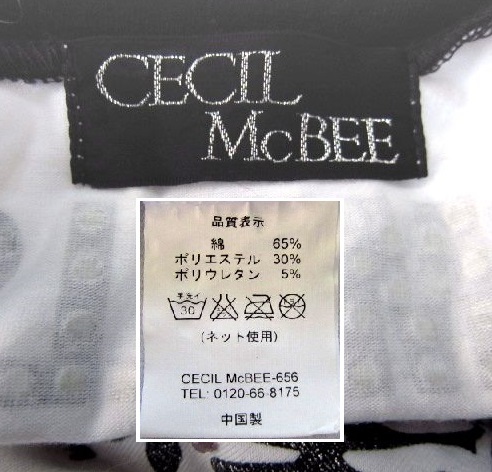 CECIL
McBEE
品質表示
綿 65%
ポリエステル 30%
ポリウレタン 5%
手洗イ
30
(ネット使用)
CECIL McBEE-656
TEL: 0120-66-8175
中国製